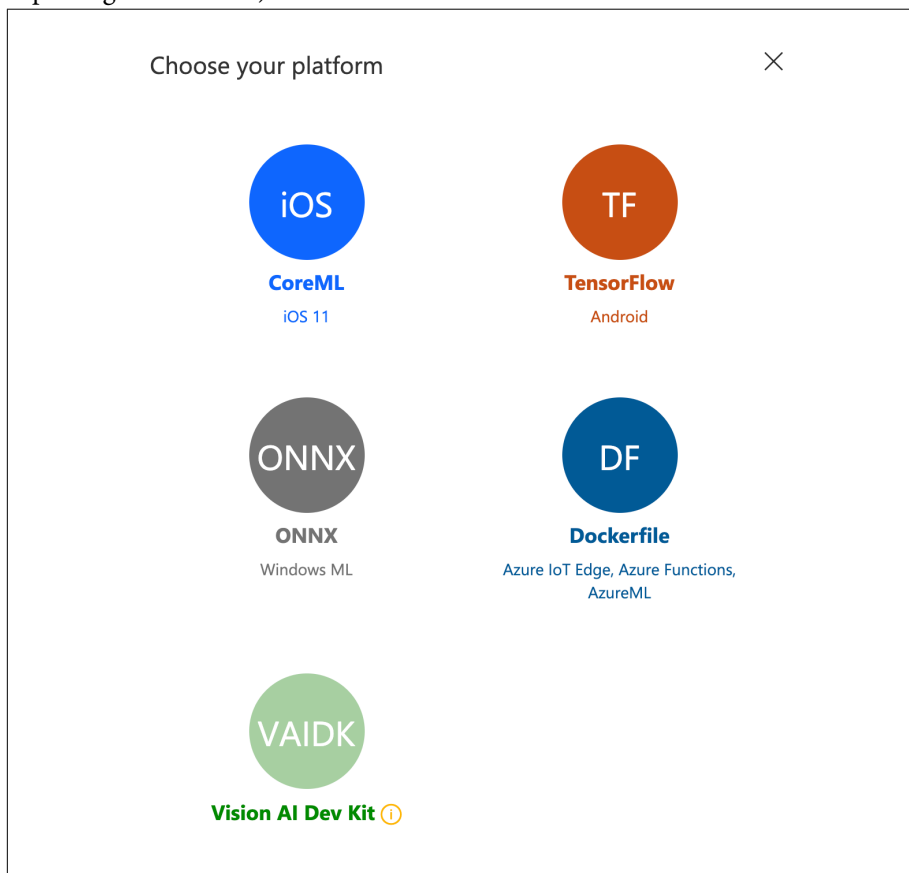 Choose your platform
iOS
CoreML
iOS 11
TF
TensorFlow
Android
ONNX
ONNX
Windows ML
DF
Dockerfile
Azure IoT Edge, Azure Functions,
AzureML
VAIDK
Vision AI Dev Kit